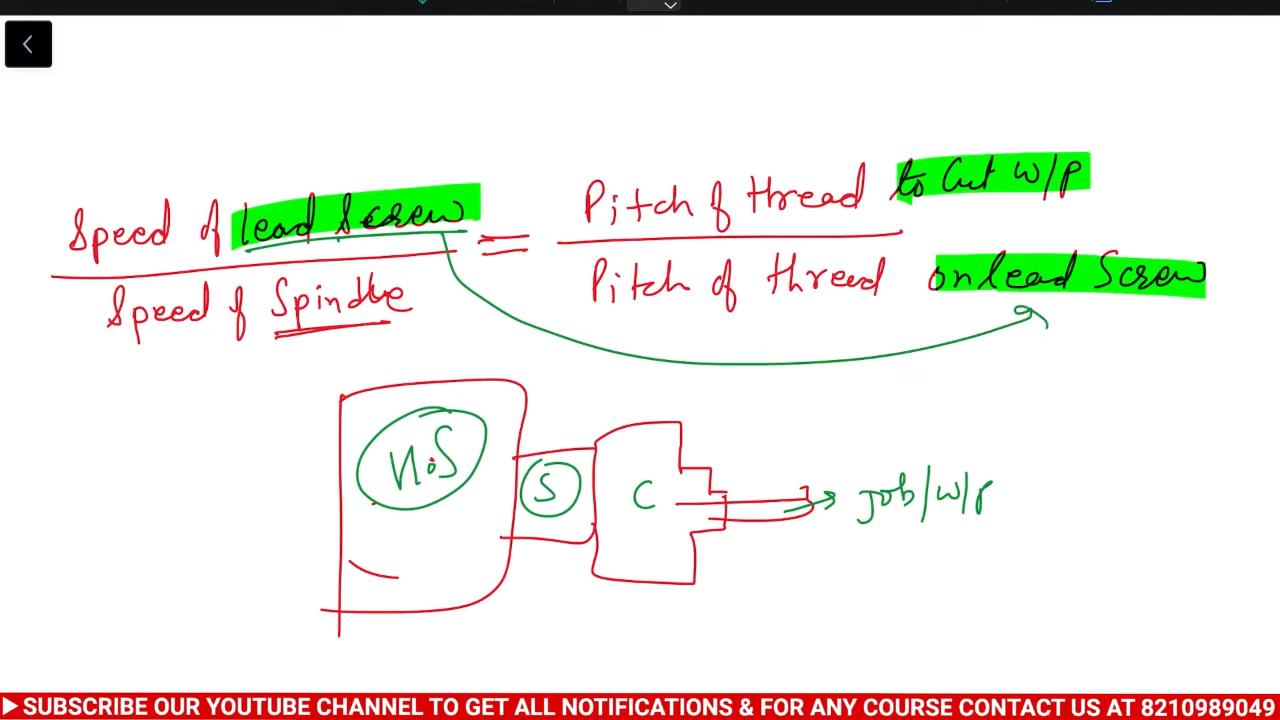 Speed of lead Screw = Pitch of thread to Cut w/p
Speed of Spindle Pitch of thread on lead Screw
H.S
S
C
Job/w/p
SUBSCRIBE OUR YOUTUBE CHANNEL TO GET ALL NOTIFICATIONS & FOR ANY COURSE CONTACT US AT 8210989049